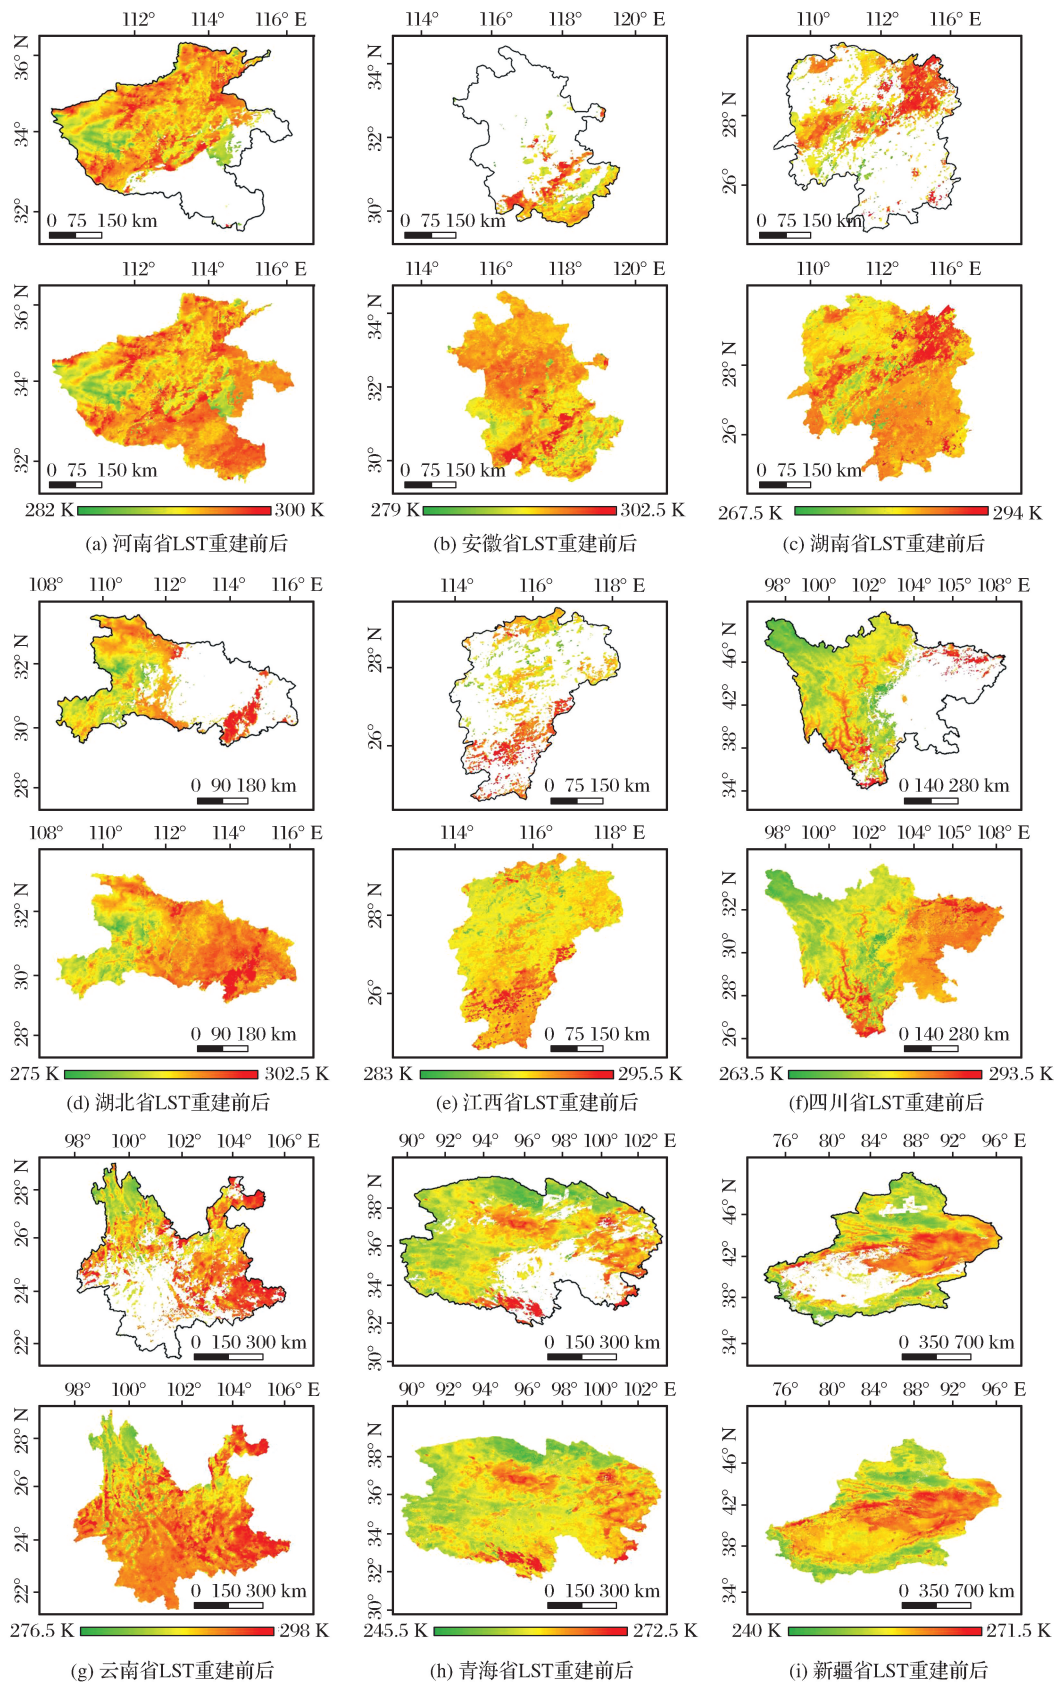 112° 114° 116° E
114° 116° 118° 120° E
110° 112° 116° E
36° N
34°
32°
0 75 150 km
34° N
32°
30°
0 75 150 km
28° N
26°
0 75 150 km
112° 114° 116° E
114° 116° 118° 120° E
110° 112° 116° E
36° N
34°
32°
0 75 150 km
34° N
32°
30°
0 75 150 km
28° N
26°
0 75 150 km
282 K 300 K
279 K 302.5 K
267.5 K 294 K
(a) 河南省LST重建前后
(b) 安徽省LST重建前后
(c) 湖南省LST重建前后
108° 110° 112° 114° 116° E
114° 116° 118° E
98° 100° 102° 104° 105° 108° E
32° N
30°
28°
0 90 180 km
28° N
26°
0 75 150 km
46° N
42°
38°
34°
0 140 280 km
108° 110° 112° 114° 116° E
114° 116° 118° E
98° 100° 102° 104° 105° 108° E
32° N
30°
28°
0 90 180 km
28° N
26°
0 75 150 km
32° N
30°
28°
26°
0 140 280 km
275 K 302.5 K
283 K 295.5 K
263.5 K 293.5 K
(d) 湖北省LST重建前后
(e) 江西省LST重建前后
(f)四川省LST重建前后
98° 100° 102° 104° 106° E
90° 92° 94° 96° 98° 100° 102° E
76° 80° 84° 88° 92° 96° E
28° N
26°
24°
22°
0 150 300 km
38° N
36°
34°
32°
30°
0 150 300 km
46° N
42°
38°
34°
0 350 700 km
98° 100° 102° 104° 106° E
90° 92° 94° 96° 98° 100° 102° E
76° 80° 84° 88° 92° 96° E
28° N
26°
24°
22°
0 150 300 km
38° N
36°
34°
32°
30°
0 150 300 km
46° N
42°
38°
34°
0 350 700 km
276.5 K 298 K
245.5 K 272.5 K
240 K 271.5 K
(g) 云南省LST重建前后
(h) 青海省LST重建前后
(i) 新疆省LST重建前后